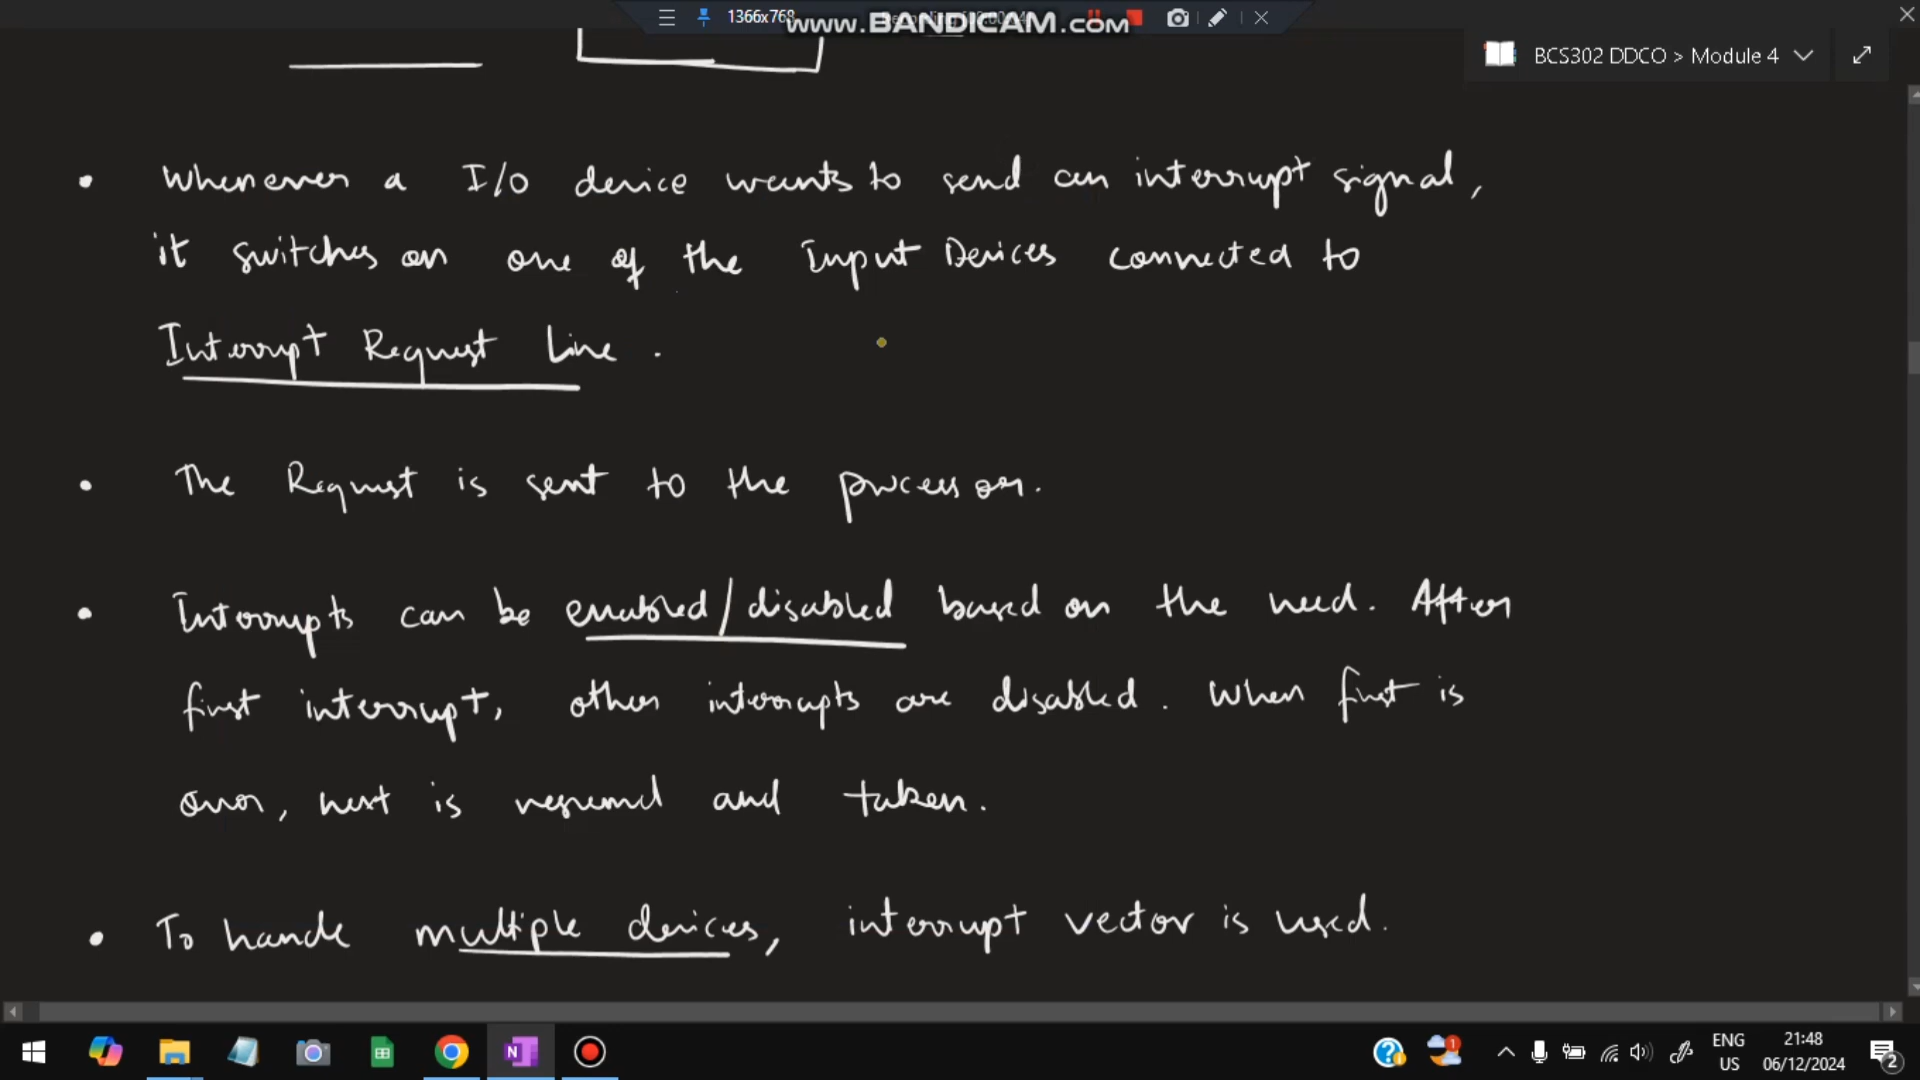 1366x768
www.BANDICAM.com
BCS302 DDCO > Module 4
• Whenever a I/O device wants to send an interrupt signal,
it switches on one of the Input Devices connected to
Interrupt Request Line.
• The Request is sent to the processor.
• Interrupts can be enabled/disabled based on the need. After
first interrupt, other interrupts are disabled. When first is
over, next is resumed and taken.
• To handle multiple devices, interrupt vector is used.
ENG
US
21:48
06/12/2024
1
2